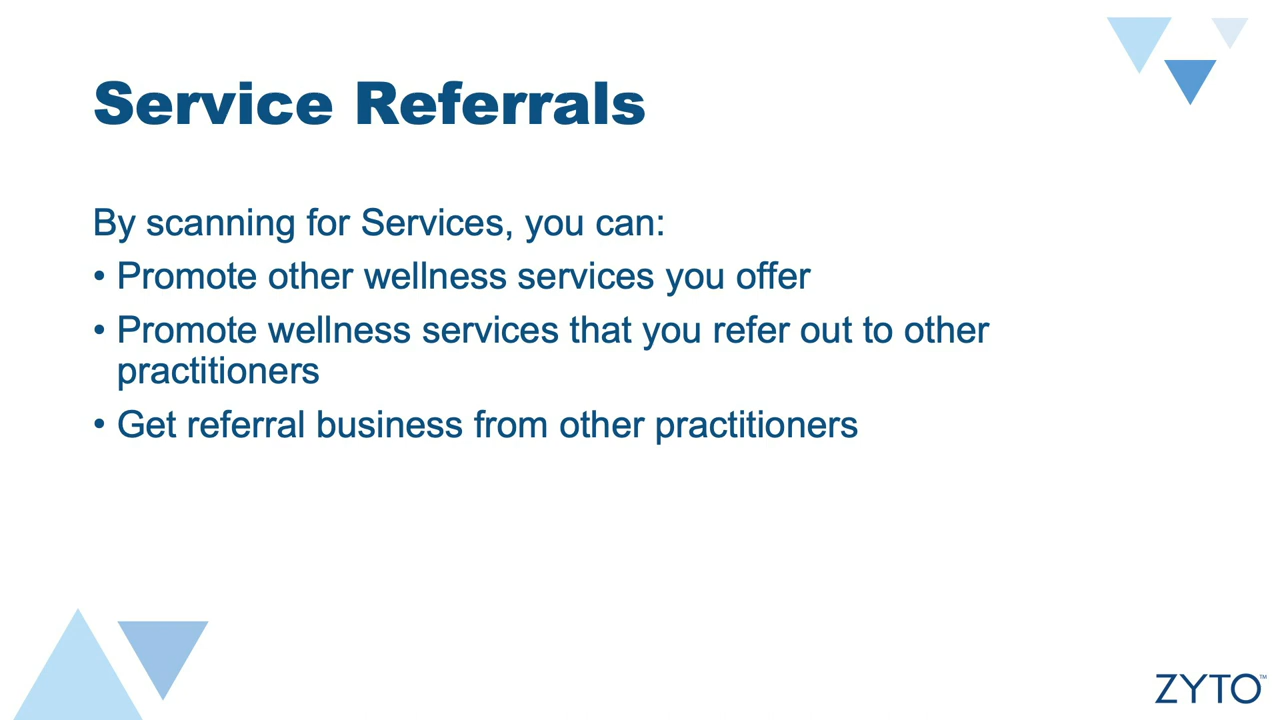 Service Referrals
By scanning for Services, you can:
• Promote other wellness services you offer
• Promote wellness services that you refer out to other
practitioners
• Get referral business from other practitioners
ZYTO™